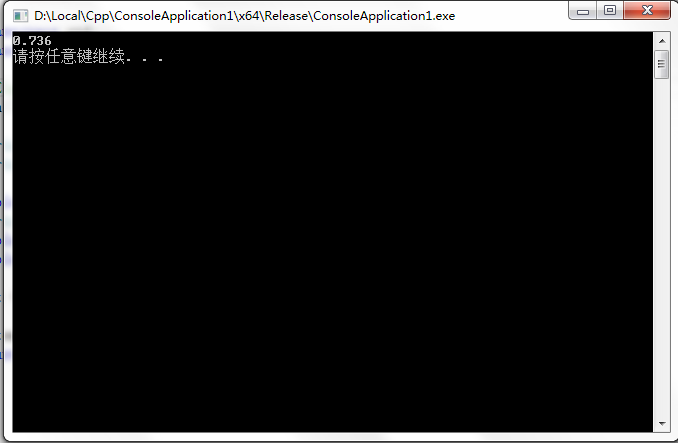 D:\Local\Cpp\ConsoleApplication1\x64\Release\ConsoleApplication1.exe
0.736
请按任意键继续. . .